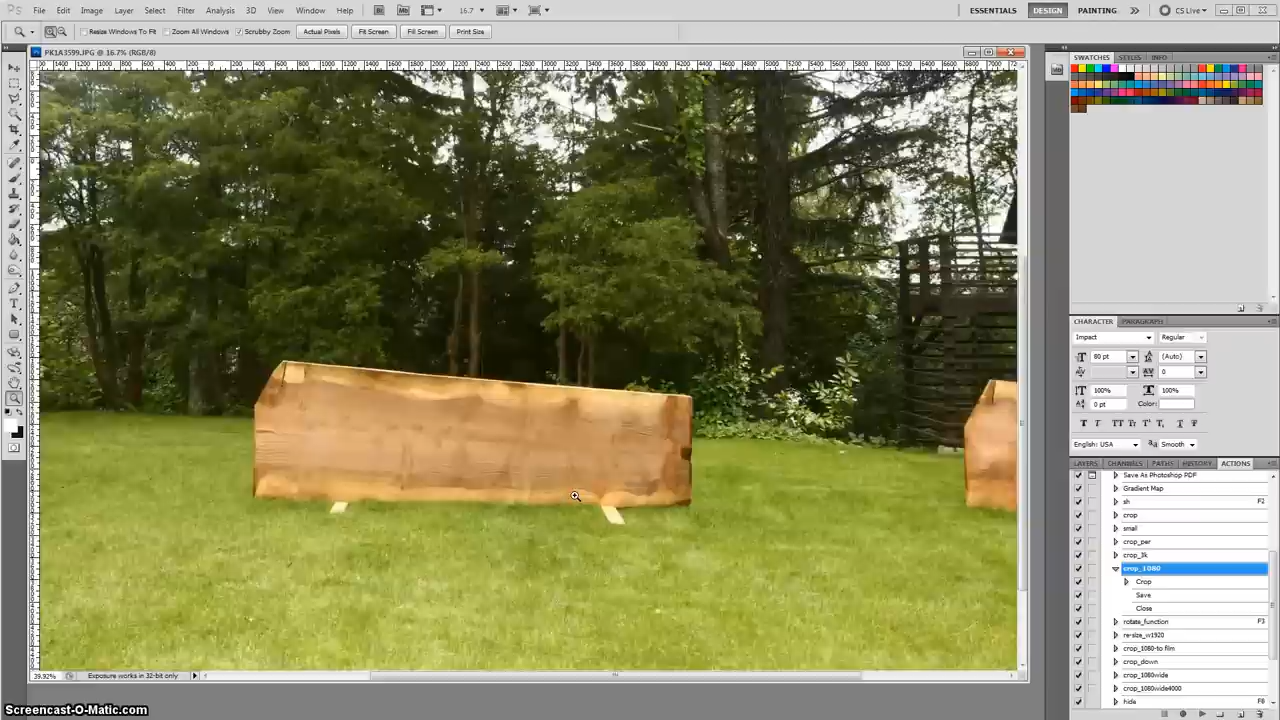 Ps File Edit Image Layer Select Filter Analysis 3D View Window Help Br Mb 16.7 ESSENTIALS DESIGN PAINTING CS Live
Resize Windows To Fit Zoom All Windows Scrubby Zoom Actual Pixels Fit Screen Fill Screen Print Size
PK1A3599.JPG @ 16.7% (RGB/8)
SWATCHES STYLES INFO
CHARACTER PARAGRAPH
Impact Regular
60 pt (Auto)
0
100% 100%
0 pt Color:
English: USA Smooth
LAYERS CHANNELS PATHS HISTORY ACTIONS
Save As Photoshop PDF
Gradient Map
sh F2
crop
small
crop_per
crop_1080
Crop
Save
Close
rotate_function F3
re-size_w1920
crop_1080-to film
crop_down
crop_1080wide
crop_1080wide4000
hide F8
39.92% Exposure works in 32-bit only
Screencast-O-Matic.com